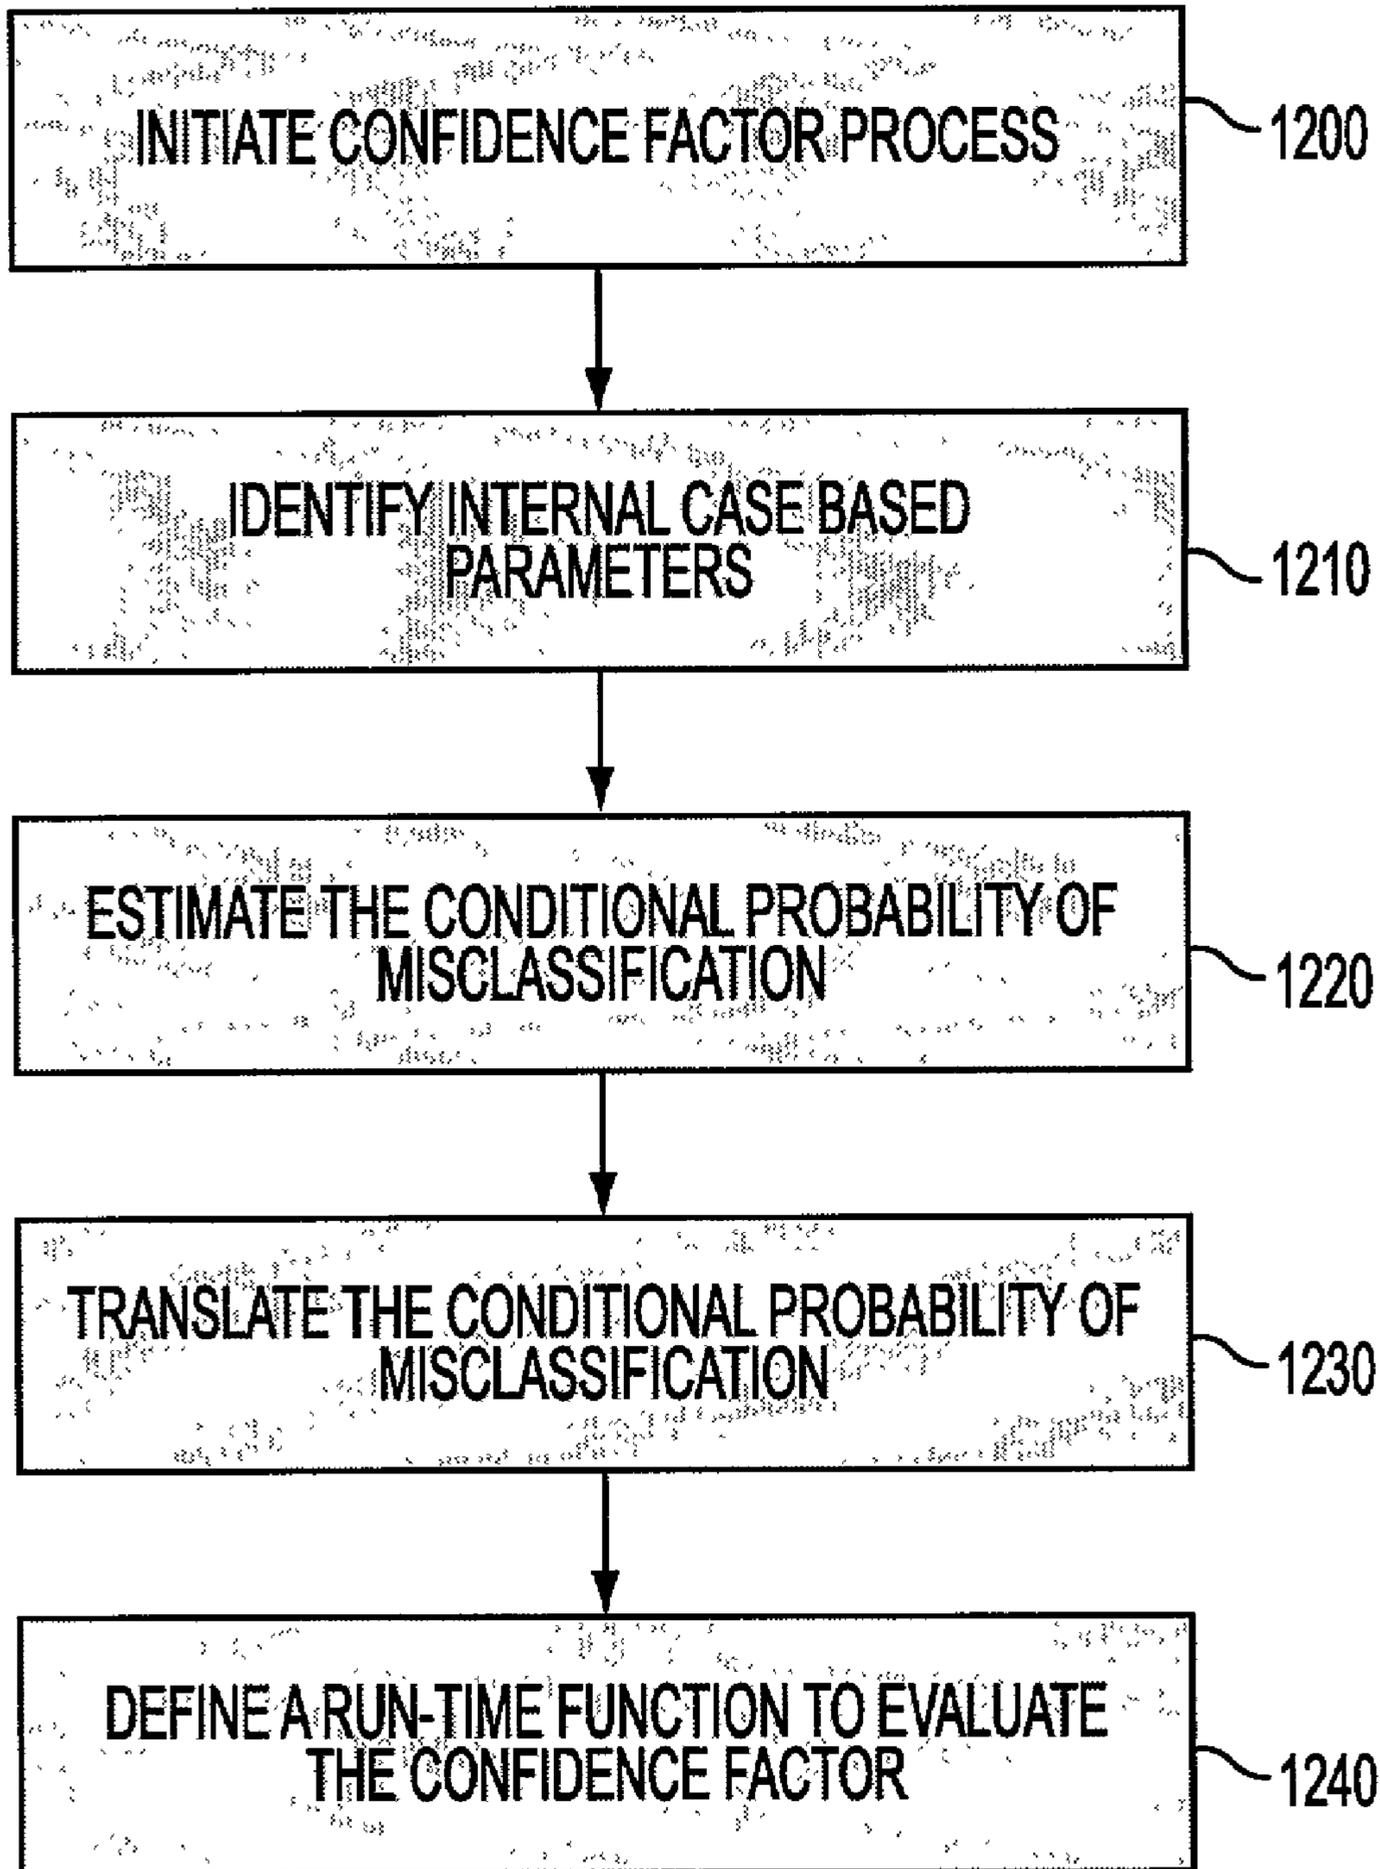 INITIATE CONFIDENCE FACTOR PROCESS
1200
IDENTIFY INTERNAL CASE BASED
PARAMETERS
1210
ESTIMATE THE CONDITIONAL PROBABILITY OF
MISCLASSIFICATION
1220
TRANSLATE THE CONDITIONAL PROBABILITY OF
MISCLASSIFICATION
1230
DEFINE A RUN-TIME FUNCTION TO EVALUATE
THE CONFIDENCE FACTOR
1240